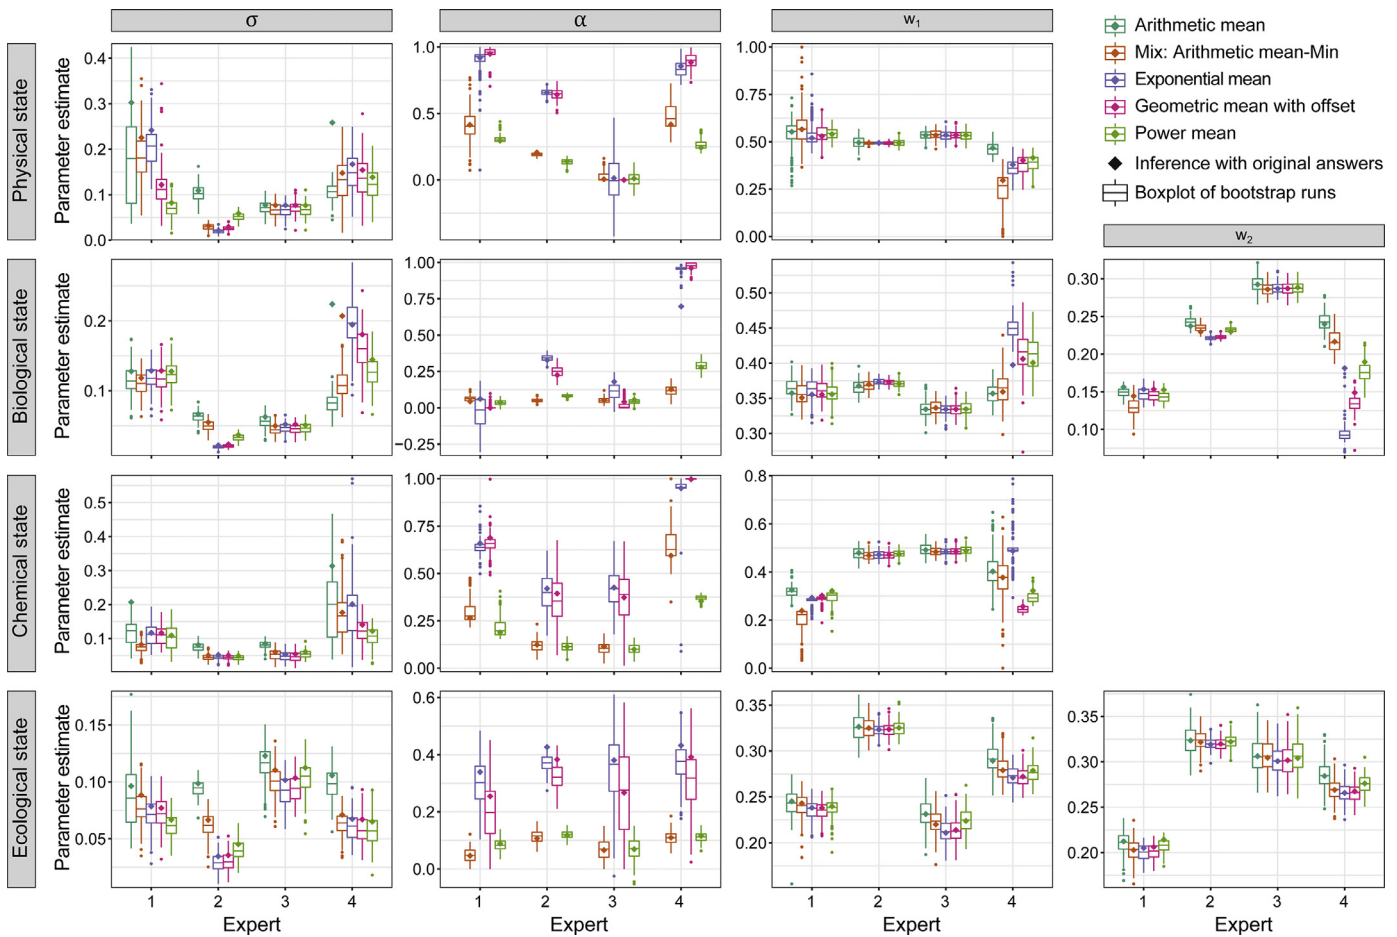 σ
α
w₁
Arithmetic mean
Mix: Arithmetic mean-Min
Exponential mean
Geometric mean with offset
Power mean
Inference with original answers
Boxplot of bootstrap runs
Physical state
Parameter estimate
0.4
0.3
0.2
0.1
0.0
1.0
0.5
0.0
1.00
0.75
0.50
0.25
0.00
w₂
Biological state
Parameter estimate
0.2
0.1
1.00
0.75
0.50
0.25
0.00
−0.25
0.50
0.45
0.40
0.35
0.30
0.30
0.25
0.20
0.15
0.10
Chemical state
Parameter estimate
0.5
0.4
0.3
0.2
0.1
1.00
0.75
0.50
0.25
0.00
0.8
0.6
0.4
0.2
0.0
Ecological state
Parameter estimate
0.15
0.10
0.05
0.6
0.4
0.2
0.0
0.35
0.30
0.25
0.20
0.35
0.30
0.25
0.20
1 2 3 4
1 2 3 4
1 2 3 4
1 2 3 4
Expert
Expert
Expert
Expert